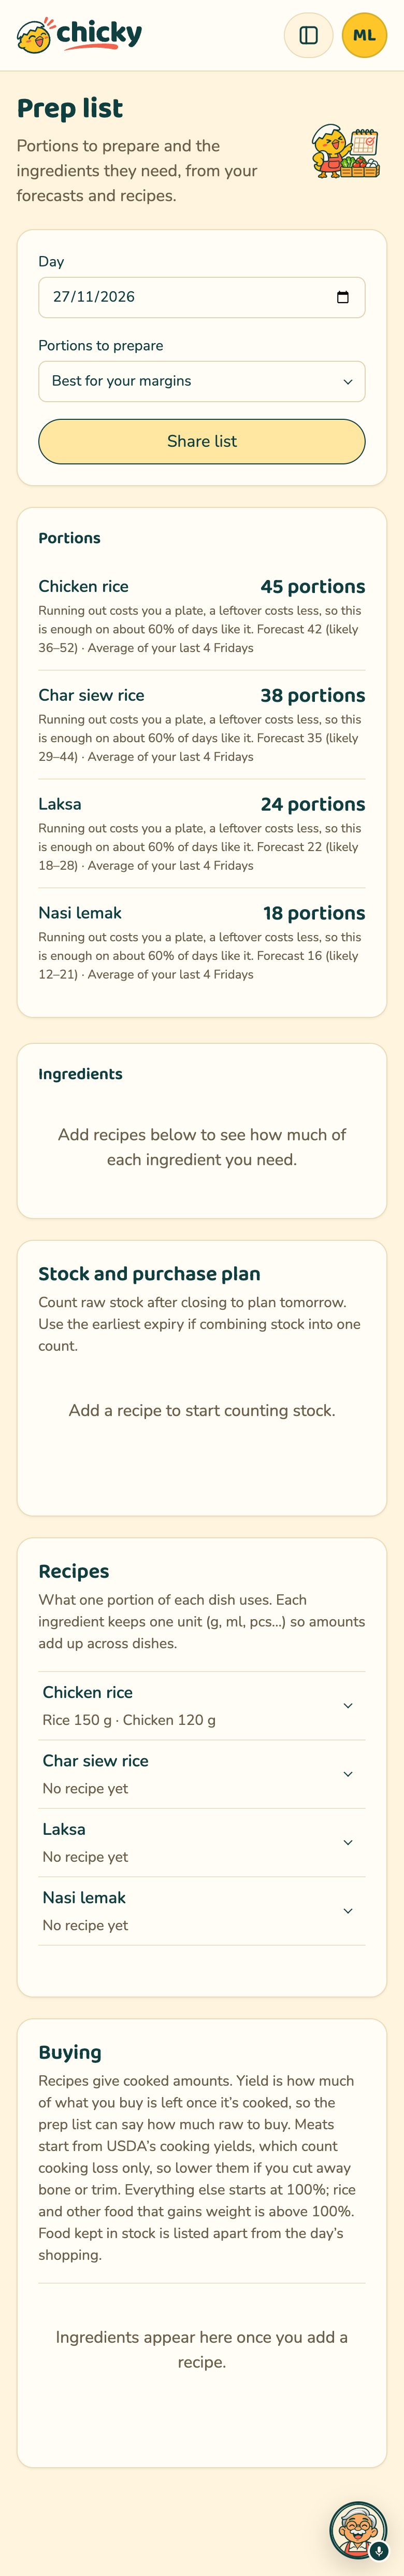 chicky
ML
Prep list
Portions to prepare and the
ingredients they need, from your
forecasts and recipes.
Day
27/11/2026
Portions to prepare
Best for your margins
Share list
Portions
Chicken rice
45 portions
Running out costs you a plate, a leftover costs less, so this
is enough on about 60% of days like it. Forecast 42 (likely
36–52) · Average of your last 4 Fridays
Char siew rice
38 portions
Running out costs you a plate, a leftover costs less, so this
is enough on about 60% of days like it. Forecast 35 (likely
29–44) · Average of your last 4 Fridays
Laksa
24 portions
Running out costs you a plate, a leftover costs less, so this
is enough on about 60% of days like it. Forecast 22 (likely
18–28) · Average of your last 4 Fridays
Nasi lemak
18 portions
Running out costs you a plate, a leftover costs less, so this
is enough on about 60% of days like it. Forecast 16 (likely
12–21) · Average of your last 4 Fridays
Ingredients
Add recipes below to see how much of
each ingredient you need.
Stock and purchase plan
Count raw stock after closing to plan tomorrow.
Use the earliest expiry if combining stock into one
count.
Add a recipe to start counting stock.
Recipes
What one portion of each dish uses. Each
ingredient keeps one unit (g, ml, pcs…) so amounts
add up across dishes.
Chicken rice
Rice 150 g · Chicken 120 g
Char siew rice
No recipe yet
Laksa
No recipe yet
Nasi lemak
No recipe yet
Buying
Recipes give cooked amounts. Yield is how much
of what you buy is left once it’s cooked, so the
prep list can say how much raw to buy. Meats
start from USDA’s cooking yields, which count
cooking loss only, so lower them if you cut away
bone or trim. Everything else starts at 100%; rice
and other food that gains weight is above 100%.
Food kept in stock is listed apart from the day’s
shopping.
Ingredients appear here once you add a
recipe.